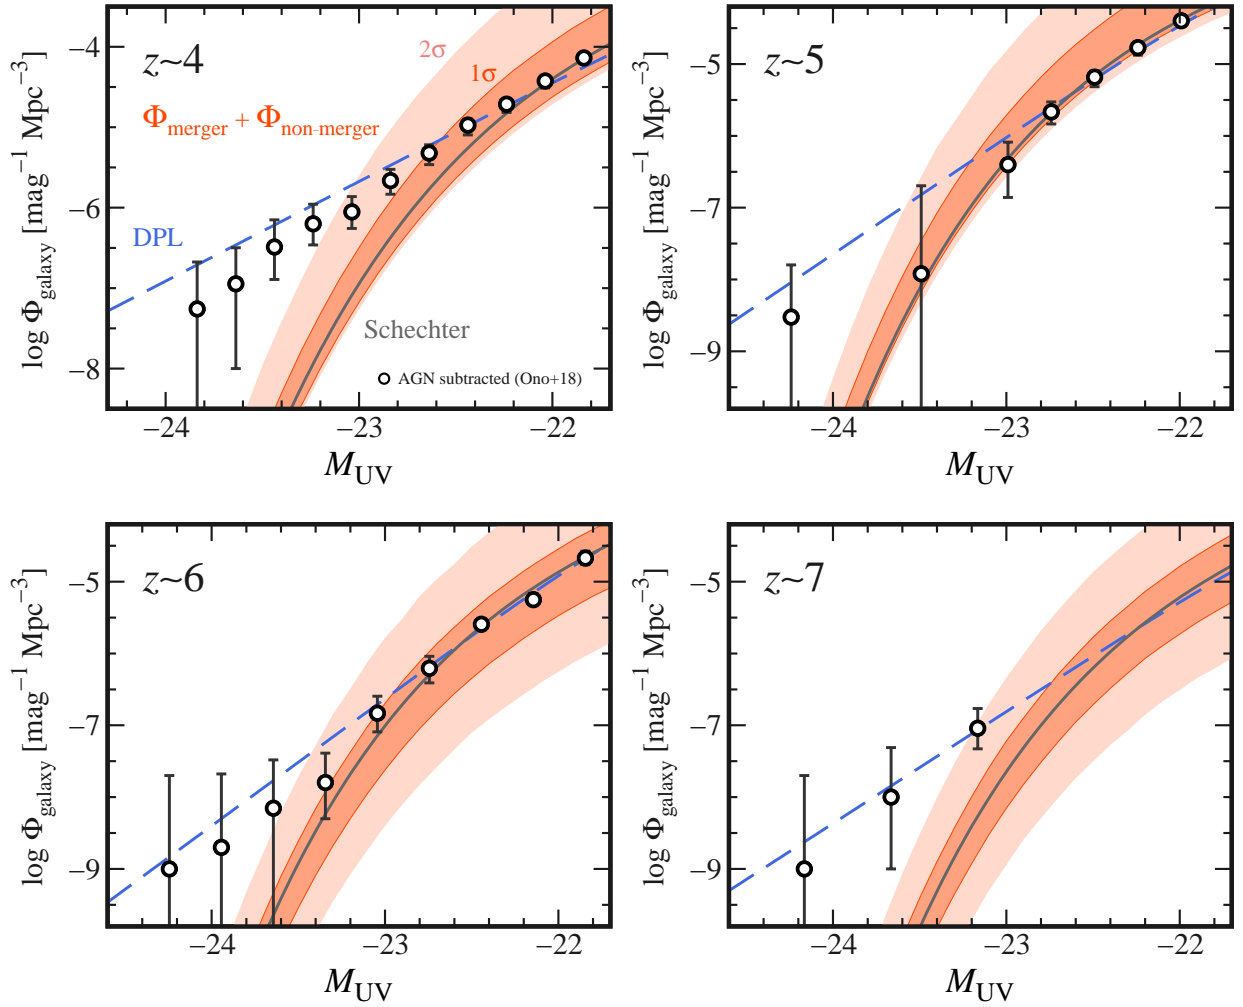 z~4
2σ
1σ
Φmerger + Φnon-merger
DPL
Schechter
AGN subtracted (Ono+18)
−4
−6
−8
log Φgalaxy [mag−1 Mpc−3]
−24
−23
−22
MUV
z~5
−5
−7
−9
log Φgalaxy [mag−1 Mpc−3]
−24
−23
−22
MUV
z~6
−5
−7
−9
log Φgalaxy [mag−1 Mpc−3]
−24
−23
−22
MUV
z~7
−5
−7
−9
log Φgalaxy [mag−1 Mpc−3]
−24
−23
−22
MUV